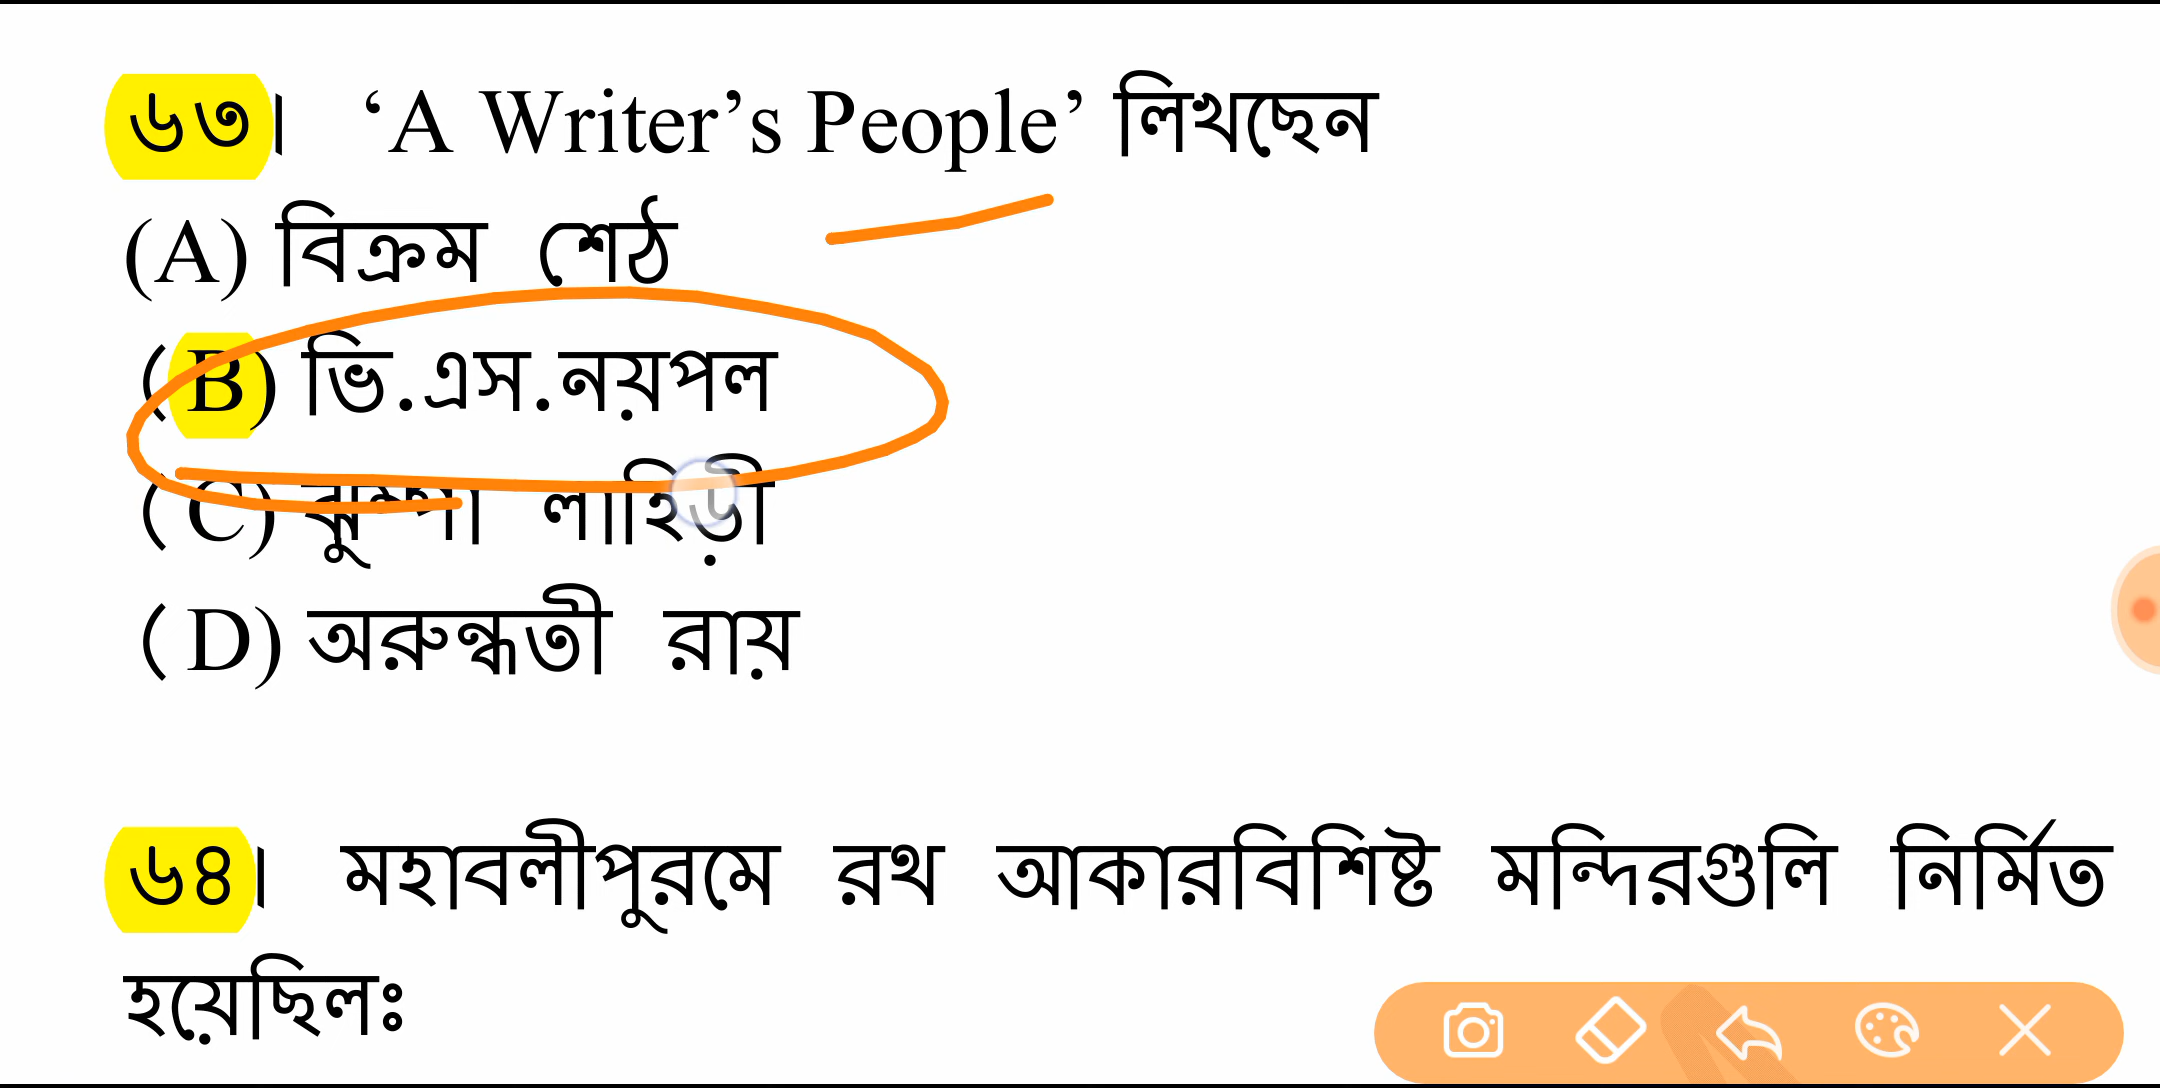 ৬৩। ‘A Writer’s People’ লিখছেন
(A) বিক্রম শেঠ
(B) ভি.এস.নয়পল
(C) ঝুম্পা লাহিড়ী
(D) অরুন্ধতী রায়
৬৪। মহাবলীপুরমে রথ আকারবিশিষ্ট মন্দিরগুলি নির্মিত
হয়েছিলঃ